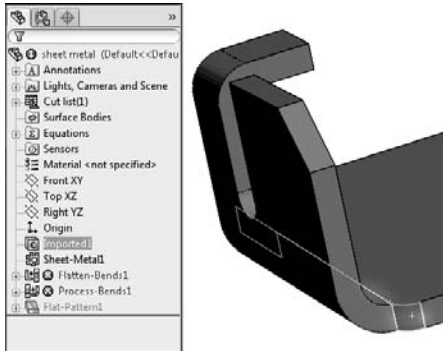 »
sheet metal (Default<<Defau
Annotations
Lights, Cameras and Scene
Cut list(1)
Surface Bodies
Equations
Sensors
Material <not specified>
Front XY
Top XZ
Right YZ
Origin
Imported1
Sheet-Metal1
Flatten-Bends1
Process-Bends1
Flat-Pattern1